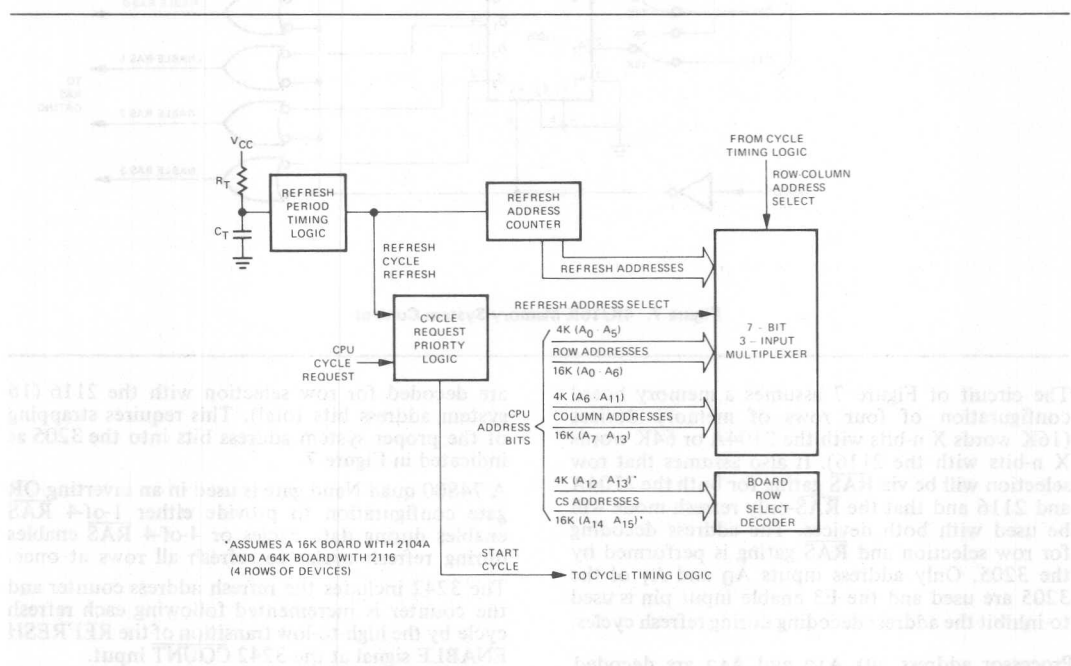 FROM CYCLE
TIMING LOGIC
ROW-COLUMN
ADDRESS
SELECT
VCC
RT
CT
REFRESH
PERIOD
TIMING
LOGIC
REFRESH
ADDRESS
COUNTER
REFRESH
CYCLE
REFRESH
REFRESH ADDRESSES
CYCLE
REQUEST
PRIORTY
LOGIC
REFRESH ADDRESS SELECT
CPU
CYCLE
REQUEST
7 - BIT
3 - INPUT
MULTIPLEXER
CPU
ADDRESS
BITS
4K (A0 - A5)
ROW ADDRESSES
16K (A0 - A6)
4K (A6 - A11)
COLUMN ADDRESSES
16K (A7 - A13)
4K (A12 - A13)*
CS ADDRESSES
16K (A14 - A15)*
BOARD
ROW
SELECT
DECODER
*ASSUMES A 16K BOARD WITH 2104A
AND A 64K BOARD WITH 2116
(4 ROWS OF DEVICES)
START
CYCLE
TO CYCLE TIMING LOGIC
The circuit of Figure 7 assumes a memory
configuration of four rows of
(16K words X n-bits with the or 64K
X n-bits with the 2116). It also assumes that row
selection will be via RAS
and 2116 and that the RAS refresh mode
be used with both devices. The address decoding
for row selection and RAS gating is performed by
the 3205. Only address inputs A0
3205 are used and the E3 enable input pin is used
to inhibit the address decoding during refresh cycles.
are decoded for row selection with the 2116 (16
system address bits total). This requires strapping
of the proper system address bits into the 3205 as
indicated in Figure 7
A 74S00 quad Nand gate is used in an inverting OR
gate configuration to provide either 1-of-4 RAS
enables during or RAS enables
refresh all rows at once.
The 3242 includes the refresh address counter and
the counter is incremented following each refresh
cycle by the high-to-low transition of the REFRESH
ENABLE signal at the 3242 COUNT input.